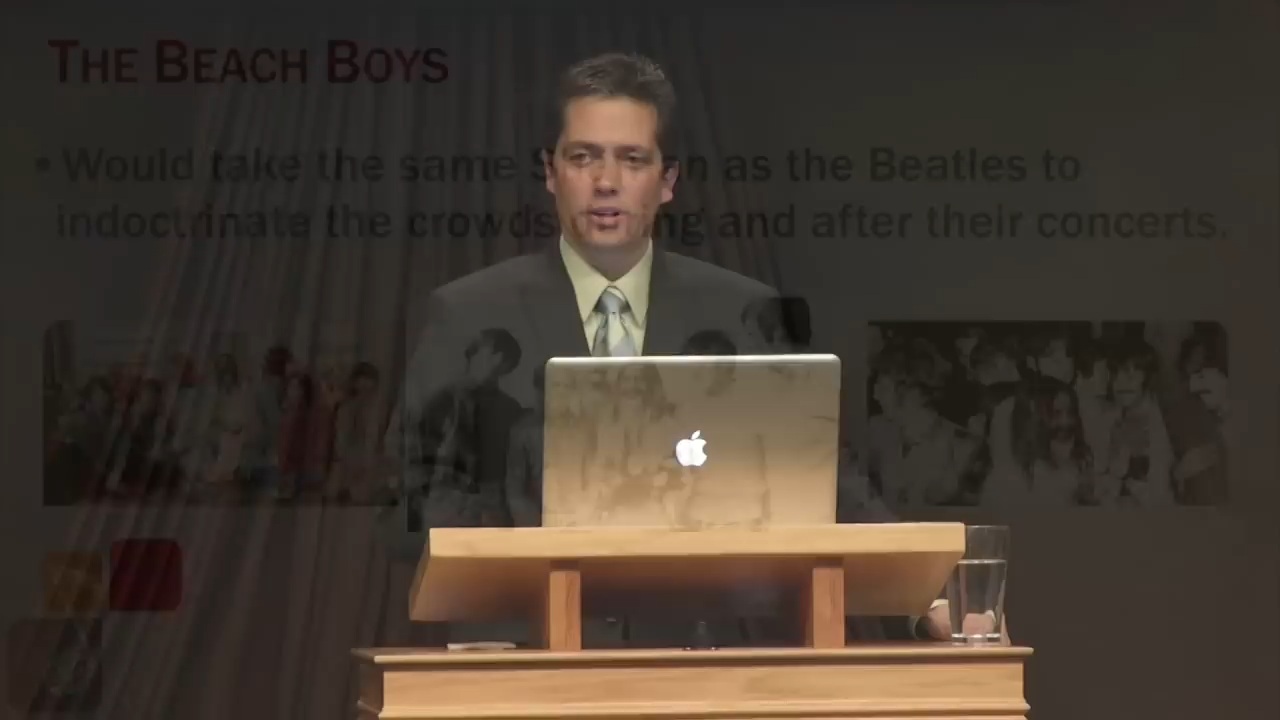 THE BEACH BOYS
• Would take the same as the Beatles to
indoctrinate the crowds and after their concerts.